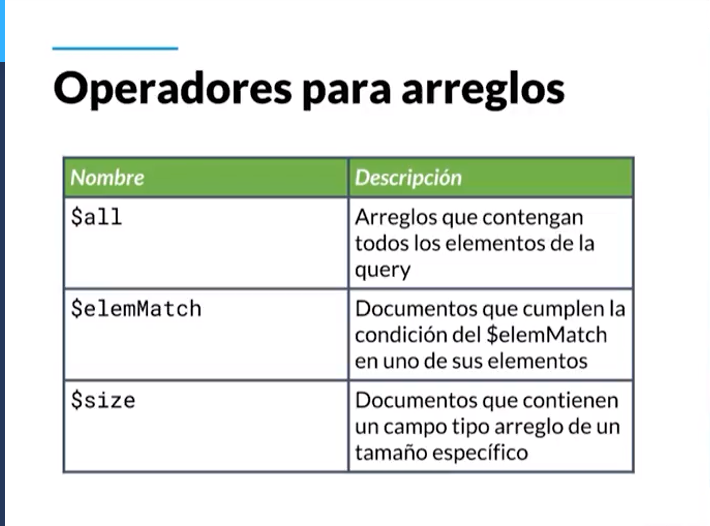 Operadores para arreglos
Nombre
Descripción
$all
Arreglos que contengan
todos los elementos de la
query
$elemMatch
Documentos que cumplen la
condición del $elemMatch
en uno de sus elementos
$size
Documentos que contienen
un campo tipo arreglo de un
tamaño específico